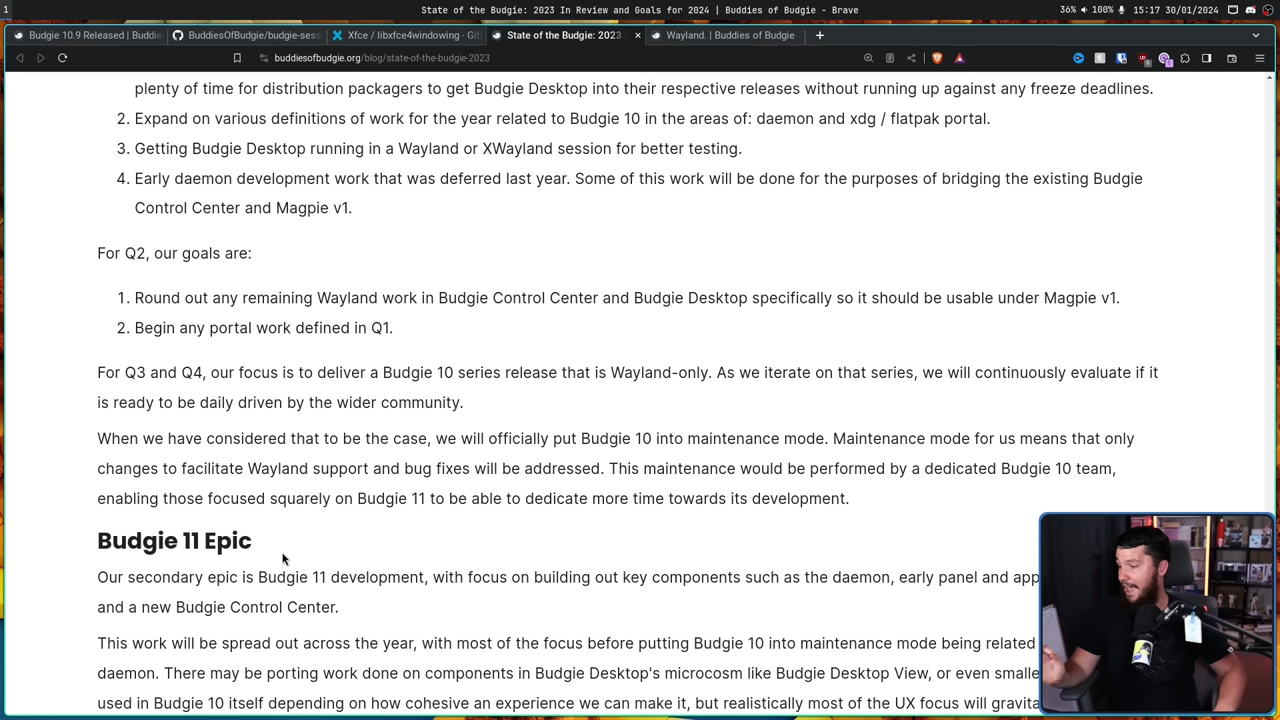 1
State of the Budgie: 2023 In Review and Goals for 2024 | Buddies of Budgie - Brave
36% 100% 15:17 30/01/2024
Budgie 10.9 Released | Buddie
BuddiesOfBudgie/budgie-sess
Xfce / libxfce4windowing · Git
State of the Budgie: 2023
Wayland. | Buddies of Budgie
buddiesofbudgie.org/blog/state-of-the-budgie-2023
plenty of time for distribution packagers to get Budgie Desktop into their respective releases without running up against any freeze deadlines.
2. Expand on various definitions of work for the year related to Budgie 10 in the areas of: daemon and xdg / flatpak portal.
3. Getting Budgie Desktop running in a Wayland or XWayland session for better testing.
4. Early daemon development work that was deferred last year. Some of this work will be done for the purposes of bridging the existing Budgie
Control Center and Magpie v1.
For Q2, our goals are:
1. Round out any remaining Wayland work in Budgie Control Center and Budgie Desktop specifically so it should be usable under Magpie v1.
2. Begin any portal work defined in Q1.
For Q3 and Q4, our focus is to deliver a Budgie 10 series release that is Wayland-only. As we iterate on that series, we will continuously evaluate if it
is ready to be daily driven by the wider community.
When we have considered that to be the case, we will officially put Budgie 10 into maintenance mode. Maintenance mode for us means that only
changes to facilitate Wayland support and bug fixes will be addressed. This maintenance would be performed by a dedicated Budgie 10 team,
enabling those focused squarely on Budgie 11 to be able to dedicate more time towards its development.
Budgie 11 Epic
Our secondary epic is Budgie 11 development, with focus on building out key components such as the daemon, early panel and app
and a new Budgie Control Center.
This work will be spread out across the year, with most of the focus before putting Budgie 10 into maintenance mode being related
daemon. There may be porting work done on components in Budgie Desktop's microcosm like Budgie Desktop View, or even smalle
used in Budgie 10 itself depending on how cohesive an experience we can make it, but realistically most of the UX focus will gravita